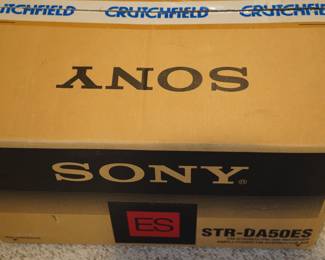 CRUTCHFIELD CRUTCHFIELD CRUTCHFIELD
SONY
SONY®
ES
STR-DA50ES